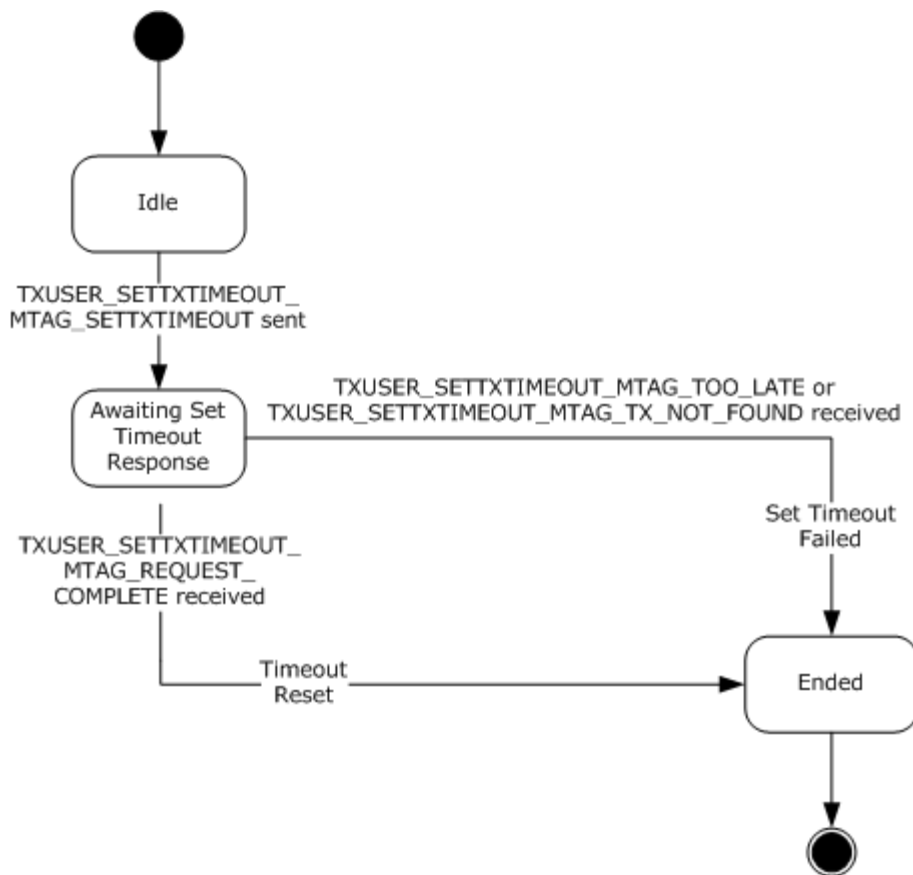 Idle
TXUSER_SETTXTIMEOUT_
MTAG_SETTXTIMEOUT sent
Awaiting Set
Timeout
Response
TXUSER_SETTXTIMEOUT_MTAG_TOO_LATE or
TXUSER_SETTXTIMEOUT_MTAG_TX_NOT_FOUND received
Set Timeout
Failed
TXUSER_SETTXTIMEOUT_
MTAG_REQUEST_
COMPLETE received
Timeout
Reset
Ended